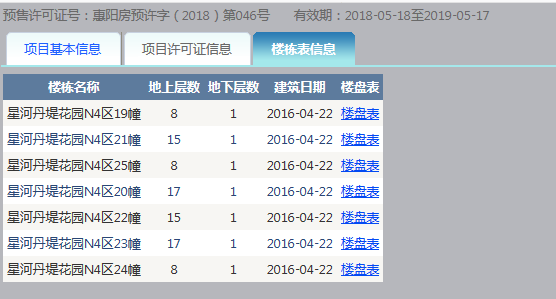 预售许可证号：惠阳房预许字（2018）第046号 有效期：2018-05-18至2019-05-17
项目基本信息 项目许可证信息 楼栋表信息
楼栋名称 地上层数 地下层数 建筑日期 楼盘表
星河丹堤花园N4区19幢 8 1 2016-04-22 楼盘表
星河丹堤花园N4区21幢 15 1 2016-04-22 楼盘表
星河丹堤花园N4区25幢 8 1 2016-04-22 楼盘表
星河丹堤花园N4区20幢 17 1 2016-04-22 楼盘表
星河丹堤花园N4区22幢 15 1 2016-04-22 楼盘表
星河丹堤花园N4区23幢 17 1 2016-04-22 楼盘表
星河丹堤花园N4区24幢 8 1 2016-04-22 楼盘表